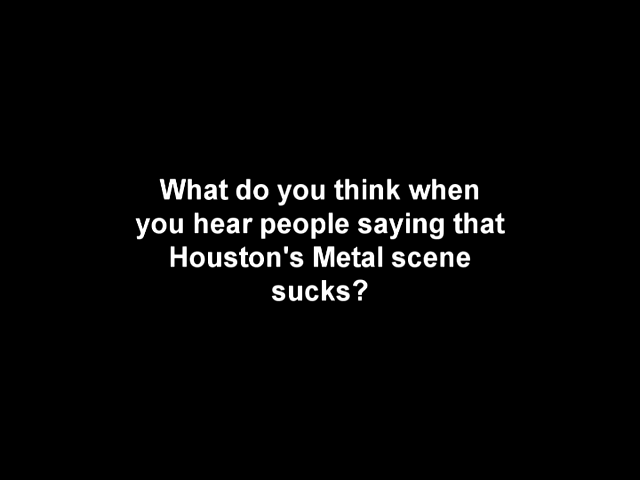 What do you think when
you hear people saying that
Houston's Metal scene
sucks?